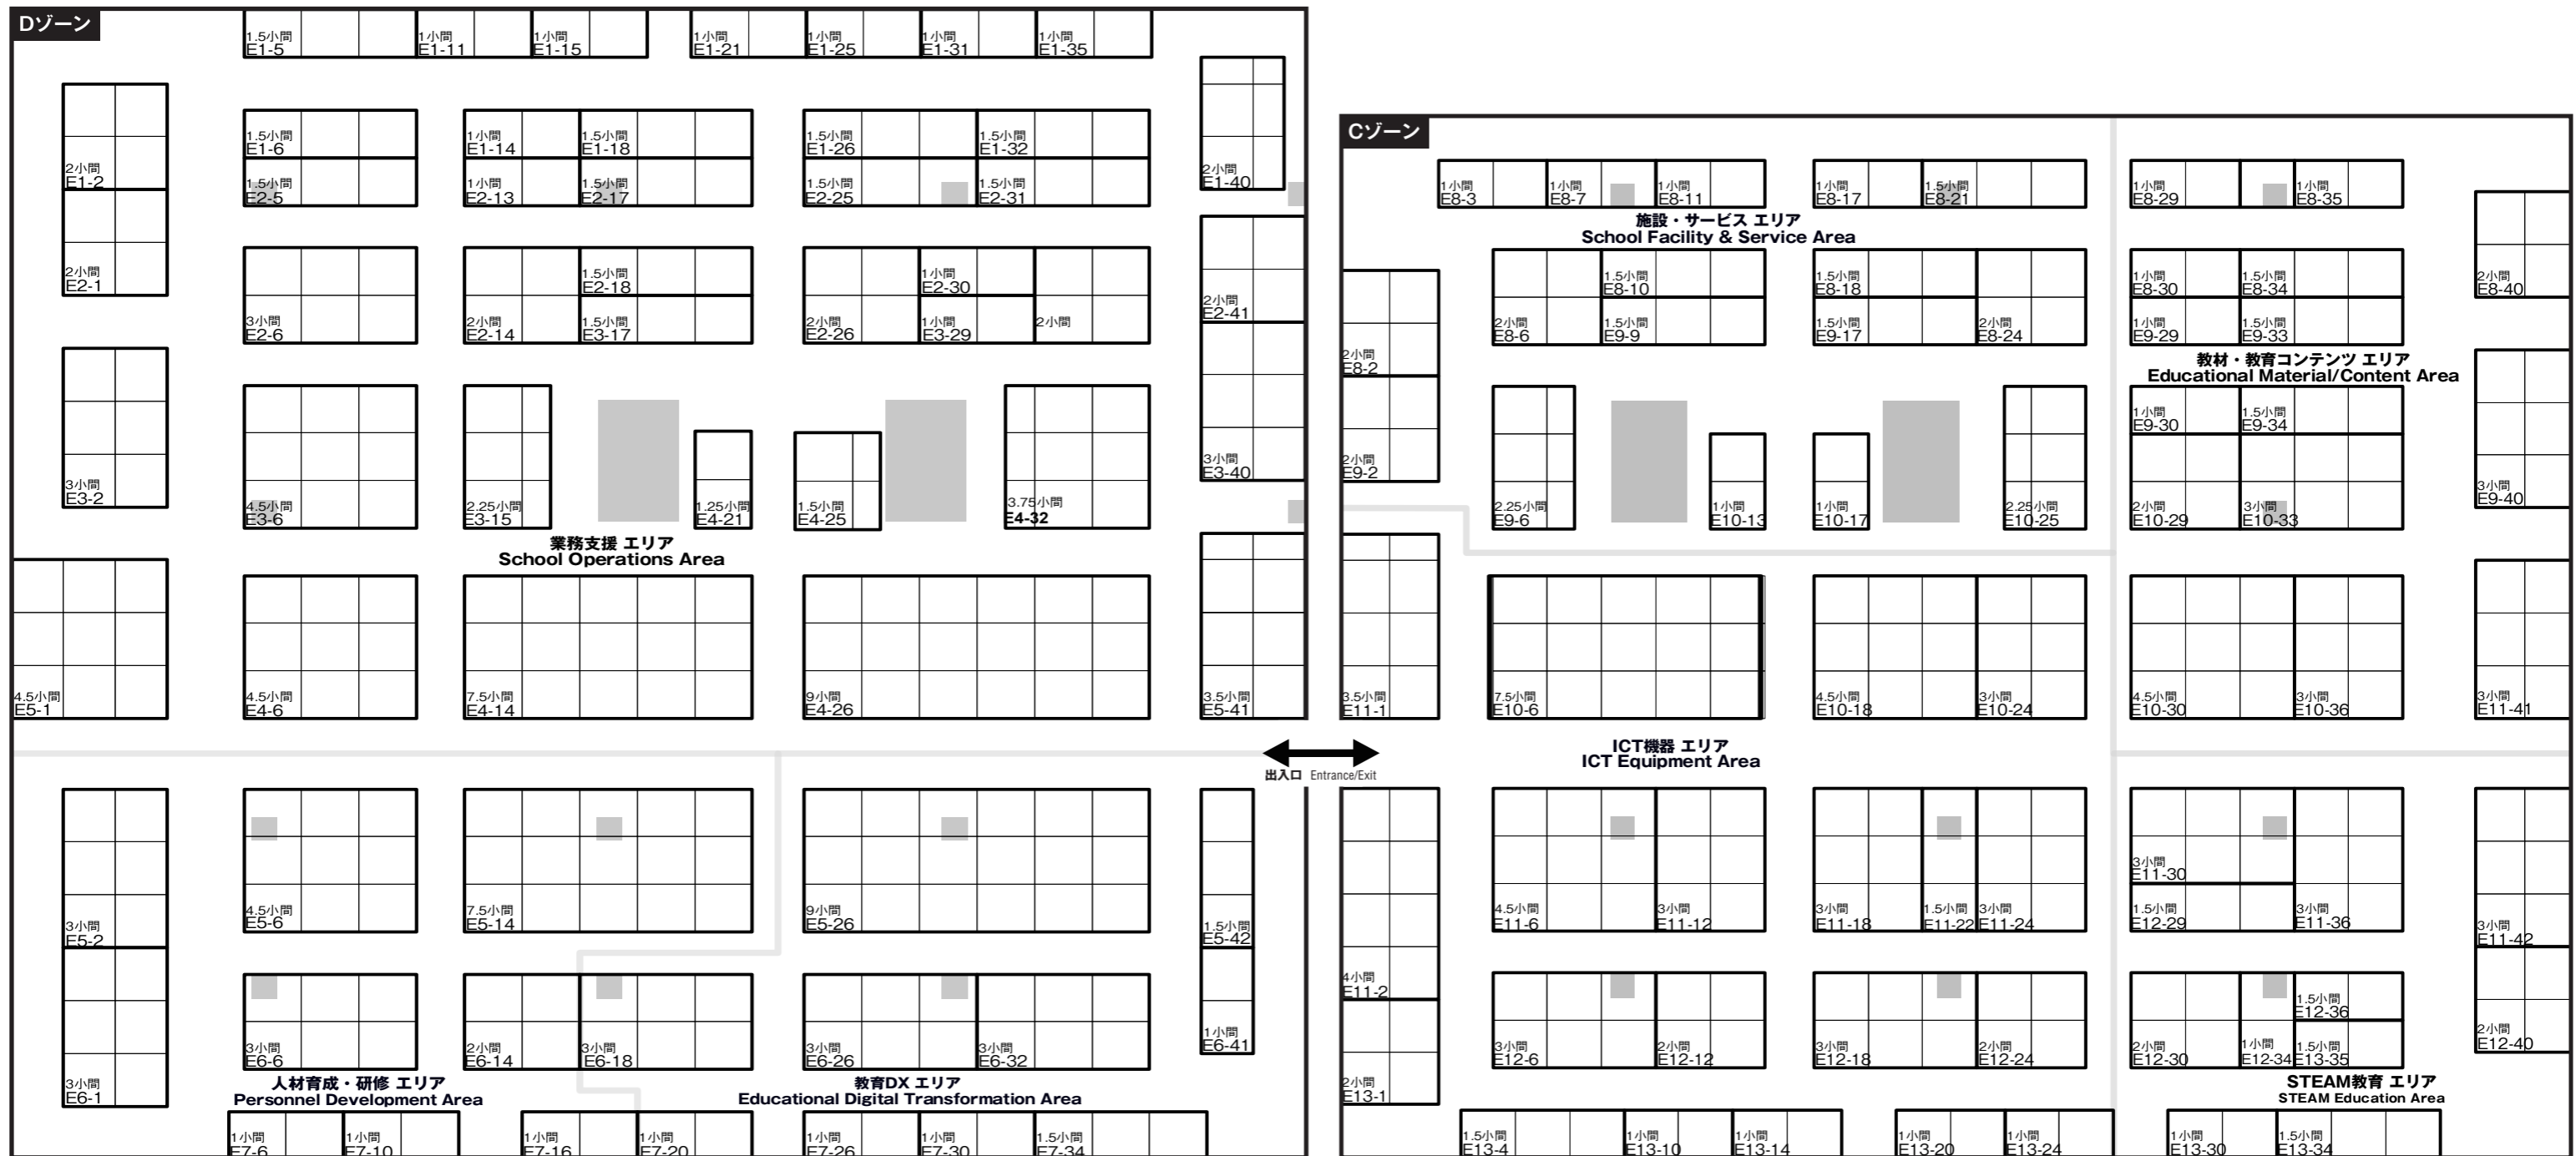 Dゾーン
1.5小間
E1-5
1小間
E1-11
1小間
E1-15
1小間
E1-21
1小間
E1-25
1小間
E1-31
1小間
E1-35
2小間
E1-2
1.5小間
E1-6
1小間
E1-14
1.5小間
E1-18
1.5小間
E1-26
1.5小間
E1-32
2小間
E1-40
1.5小間
E2-5
1小間
E2-13
1.5小間
E2-17
1.5小間
E2-25
1.5小間
E2-31
2小間
E2-1
3小間
E2-6
2小間
E2-14
1.5小間
E2-18
1.5小間
E3-17
2小間
E2-26
1小間
E2-30
1小間
E3-29
2小間
2小間
E2-41
3小間
E3-2
4.5小間
E3-6
2.25小間
E3-15
1.25小間
E4-21
1.5小間
E4-25
3.75小間
E4-32
3小間
E3-40
業務支援 エリア
School Operations Area
4.5小間
E5-1
4.5小間
E4-6
7.5小間
E4-14
9小間
E4-26
3.5小間
E5-41
出入口 Entrance/Exit
3小間
E5-2
4.5小間
E5-6
7.5小間
E5-14
9小間
E5-26
1.5小間
E5-42
3小間
E6-1
3小間
E6-6
2小間
E6-14
3小間
E6-18
3小間
E6-26
3小間
E6-32
1小間
E6-41
人材育成・研修 エリア
Personnel Development Area
教育DX エリア
Educational Digital Transformation Area
1小間
E7-6
1小間
E7-10
1小間
E7-16
1小間
E7-20
1小間
E7-26
1小間
E7-30
1.5小間
E7-34
Cゾーン
1小間
E8-3
1小間
E8-7
1小間
E8-11
1小間
E8-17
1.5小間
E8-21
1小間
E8-29
1小間
E8-35
施設・サービス エリア
School Facility & Service Area
2小間
E8-2
2小間
E8-6
1.5小間
E8-10
1.5小間
E9-9
1.5小間
E8-18
1.5小間
E9-17
2小間
E8-24
1小間
E8-30
1.5小間
E8-34
1小間
E9-29
1.5小間
E9-33
2小間
E8-40
教材・教育コンテンツ エリア
Educational Material/Content Area
2小間
E9-2
2.25小間
E9-6
1小間
E10-13
1小間
E10-17
2.25小間
E10-25
1小間
E9-30
1.5小間
E9-34
2小間
E10-29
3小間
E10-33
3小間
E9-40
3.5小間
E11-1
7.5小間
E10-6
4.5小間
E10-18
3小間
E10-24
4.5小間
E10-30
3小間
E10-36
3小間
E11-41
ICT機器 エリア
ICT Equipment Area
4小間
E11-2
4.5小間
E11-6
3小間
E11-12
3小間
E11-18
1.5小間
E11-22
3小間
E11-24
3小間
E11-30
1.5小間
E12-29
3小間
E11-36
3小間
E11-42
2小間
E13-1
3小間
E12-6
2小間
E12-12
3小間
E12-18
2小間
E12-24
2小間
E12-30
1小間
E12-34
1.5小間
E12-36
1.5小間
E13-35
2小間
E12-40
STEAM教育 エリア
STEAM Education Area
1.5小間
E13-4
1小間
E13-10
1小間
E13-14
1小間
E13-20
1小間
E13-24
1小間
E13-30
1.5小間
E13-34